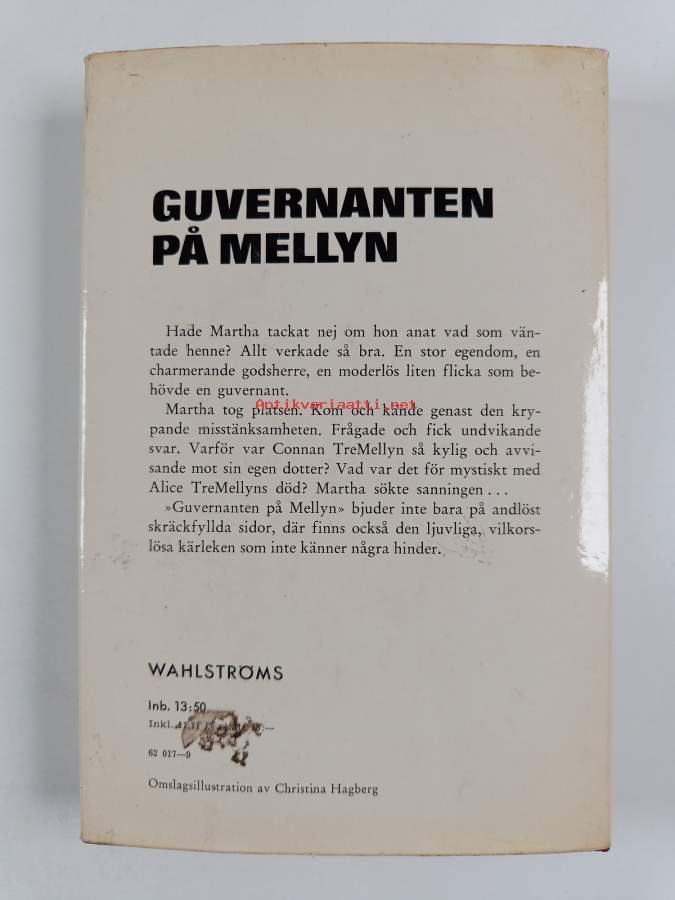 GUVERNANTEN
PÅ MELLYN
Hade Martha tackat nej om hon anat vad som vän-
tade henne? Allt verkade så bra. En stor egendom, en
charmerande godsherre, en moderlös liten flicka som be-
hövde en guvernant.
Antikvariaatti.net
Martha tog platsen. Kom och kände genast den kry-
pande misstänksamheten. Frågade och fick undvikande
svar. Varför var Connan TreMellyn så kylig och avvi-
sande mot sin egen dotter? Vad var det för mystiskt med
Alice TreMellyns död? Martha sökte sanningen . . .
»Guvernanten på Mellyn» bjuder inte bara på andlöst
skräckfyllda sidor, där finns också den ljuvliga, vilkors-
lösa kärleken som inte känner några hinder.
WAHLSTRÖMS
Inb. 13:50
Inkl.
62 017—9
Omslagsillustration av Christina Hagberg